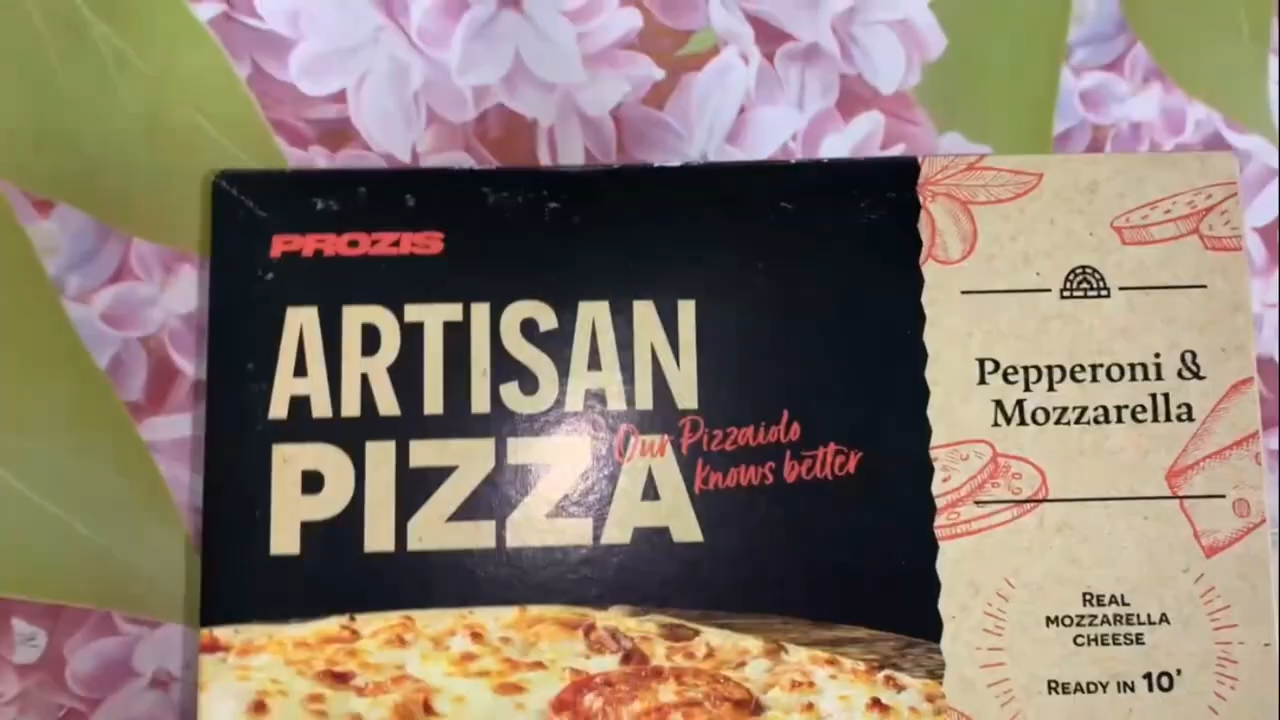 PROZIS
ARTISAN
PIZZA
Our Pizzaiolo
knows better
Pepperoni &
Mozzarella
REAL
MOZZARELLA
CHEESE
READY IN 10'